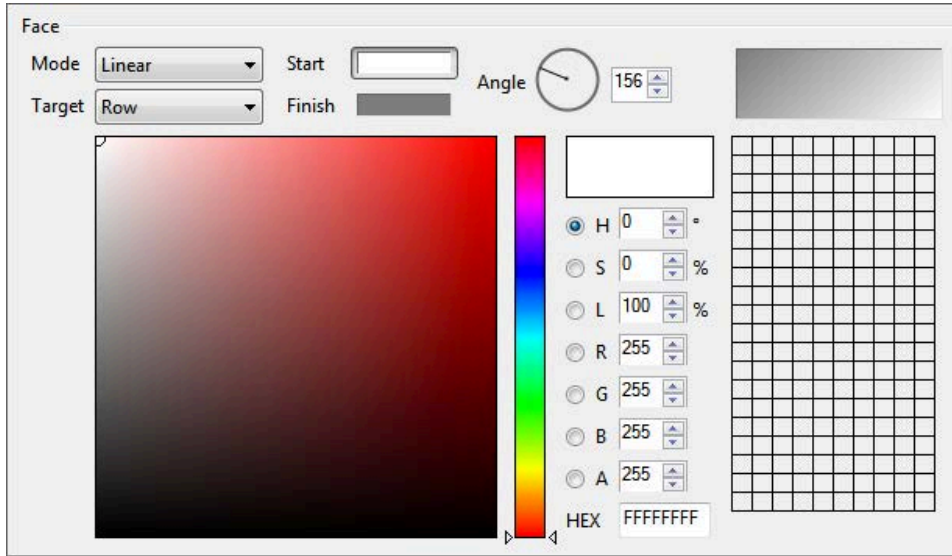 Face
Mode Linear Start Angle 156
Target Row Finish
H 0 °
S 0 %
L 100 %
R 255
G 255
B 255
A 255
HEX FFFFFFFF